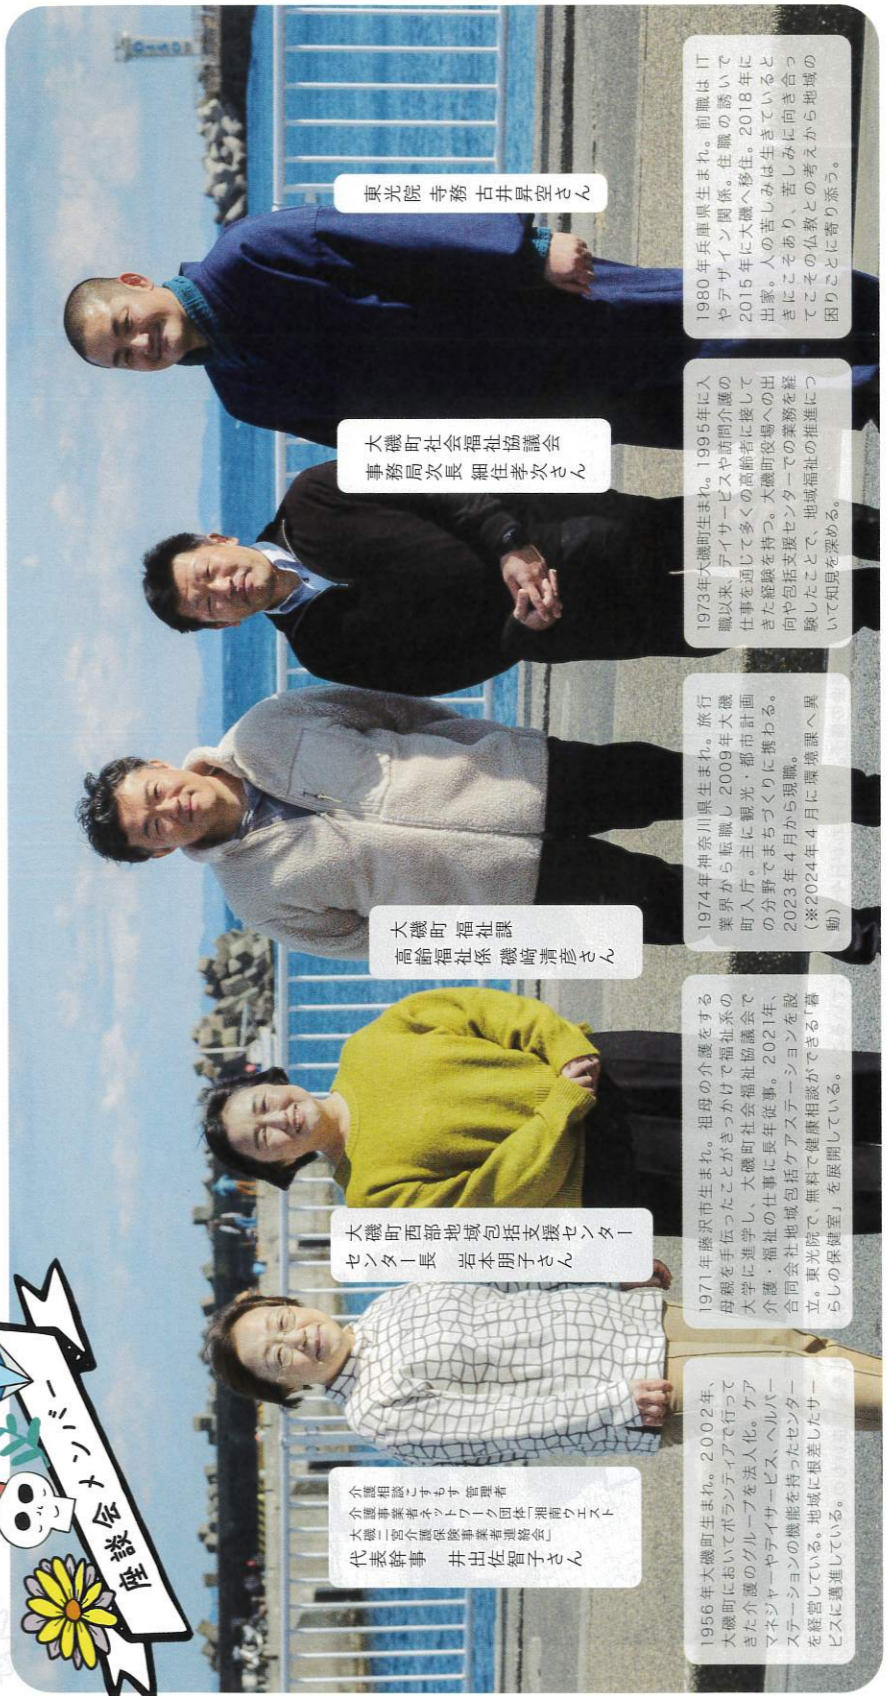 座談会メンバー
介護相談こすもす 管理者
介護事業者ネットワーク団体「湘南ウエスト
大磯二宮介護保険事業者連絡会」
代表幹事 井出佐智子さん
1956年大磯町生まれ。2002年、
大磯町においてボランティアで行って
きた介護のグループを法人化。ケア
マネジャーやデイサービス、ヘルパー
ステーションの機能を持ったセンター
を経営している。地域に根差したサー
ビスに邁進している。
大磯町西部地域包括支援センター
センター長 岩本朋子さん
1971年藤沢市生まれ。祖母の介護をする
母親を手伝ったことがきっかけで福祉系の
大学に進学し、大磯町社会福祉協議会で
介護・福祉の仕事に長年従事。2021年、
合同会社地域包括ケアステーションを設
立。東光院で、無料で健康相談ができる「暮
らしの保健室」を展開している。
大磯町 福祉課
高齢福祉係 磯崎清彦さん
1974年神奈川県生まれ。旅行
業界から転職し2009年大磯
町入庁。主に観光・都市計画
の分野でまちづくりに携わる。
2023年4月から現職。
(※2024年4月に環境課へ異
動)
大磯町社会福祉協議会
事務局次長 細住孝次さん
1973年大磯町生まれ。1995年に入
職以来、デイサービスや訪問介護の
仕事を通じて多くの高齢者に接して
きた経験を持つ。大磯町役場への出
向や包括支援センターでの業務を経
験したことで、地域福祉の推進につ
いて知見を深める。
東光院 寺務 古井昇空さん
1980年兵庫県生まれ。前職はIT
やデザイン関係。住職の誘いで
2015年に大磯へ移住。2018年に
出家。人の苦しみは生きていると
きにこそあり、苦しみに向き合っ
てこその仏教との考えから地域の
困りごとに寄り添う。